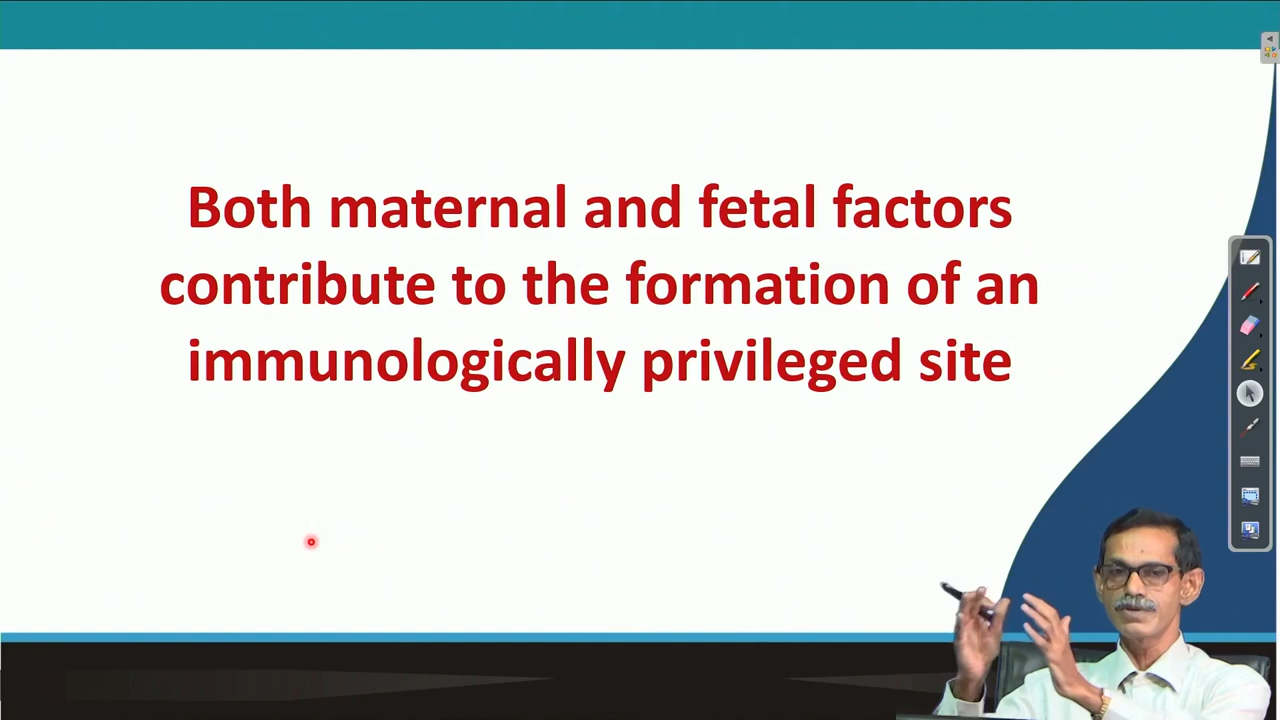 Both maternal and fetal factors
contribute to the formation of an
immunologically privileged site